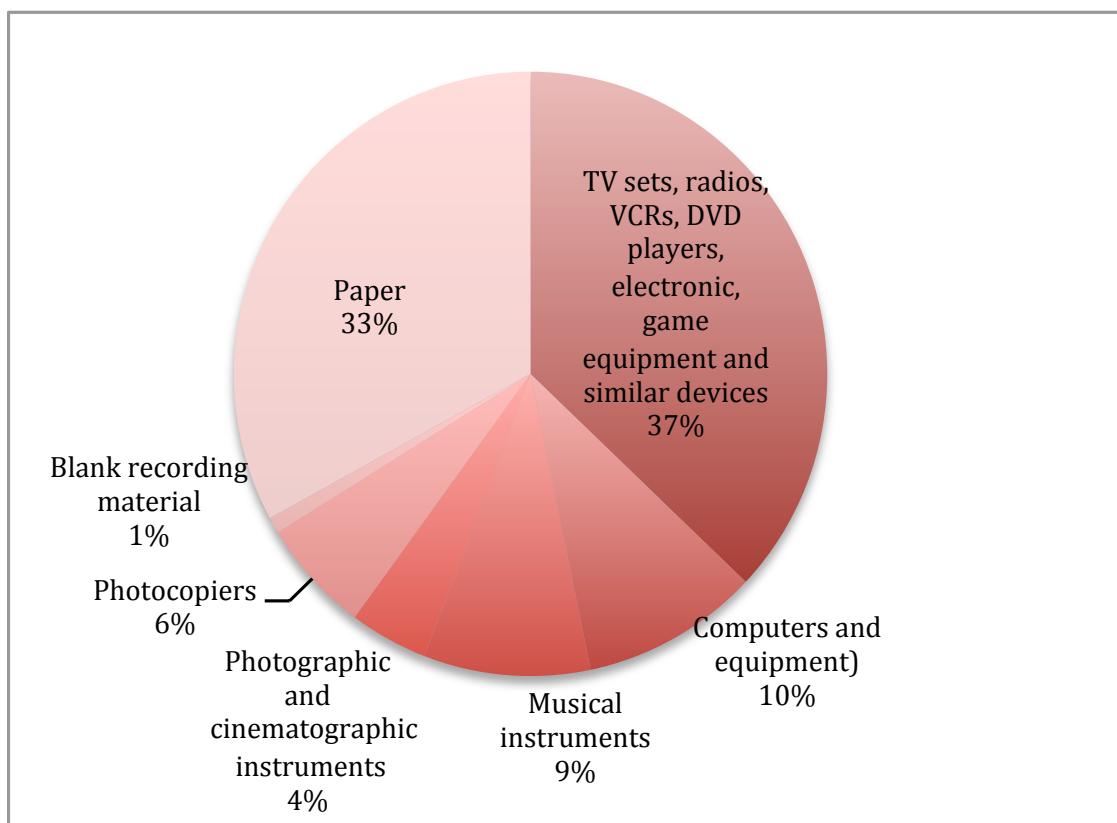 TV sets, radios,
VCRs, DVD
players,
electronic,
game
equipment and
similar devices
37%
Paper
33%
Blank recording
material
1%
Photocopiers
6%
Photographic
and
cinematographic
instruments
4%
Musical
instruments
9%
Computers and
equipment)
10%